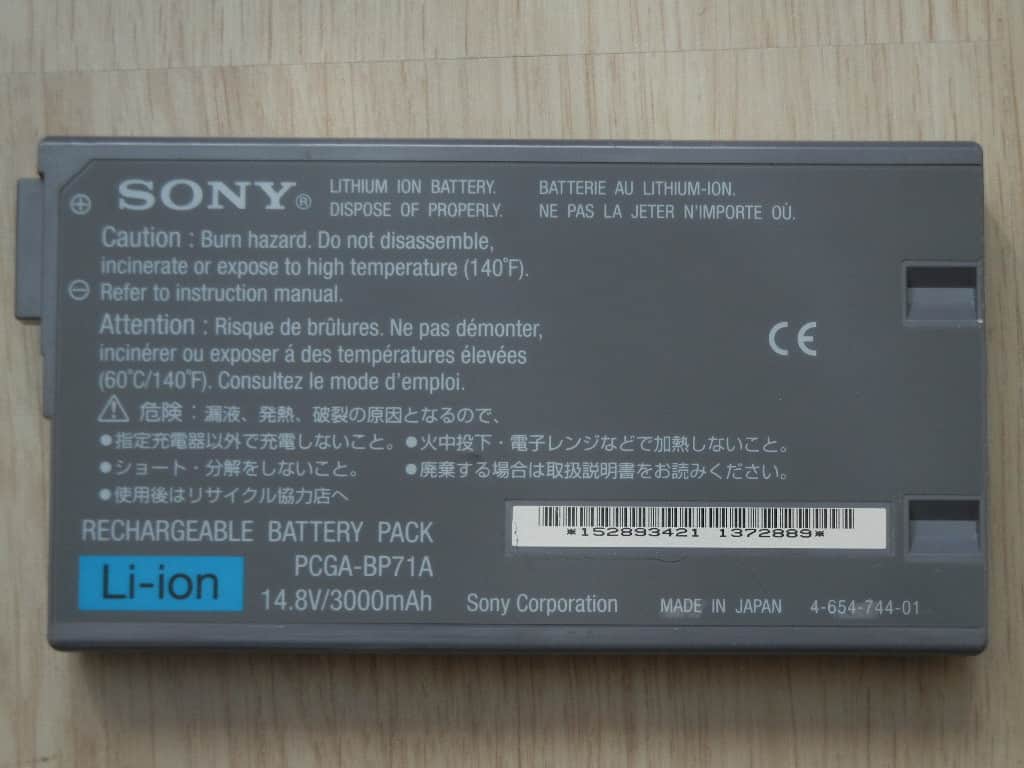 SONY®
LITHIUM ION BATTERY.
DISPOSE OF PROPERLY.
BATTERIE AU LITHIUM-ION.
NE PAS LA JETER N'IMPORTE OÙ.
Caution : Burn hazard. Do not disassemble,
incinerate or expose to high temperature (140˚F).
Refer to instruction manual.
Attention : Risque de brûlures. Ne pas démonter,
incinérer ou exposer á des températures élevées
(60˚C/140˚F). Consultez le mode d'emploi.
危険：漏液、発熱、破裂の原因となるので、
●指定充電器以外で充電しないこと。●火中投下・電子レンジなどで加熱しないこと。
●ショート・分解をしないこと。 ●廃棄する場合は取扱説明書をお読みください。
●使用後はリサイクル協力店へ
CE
*152893421 1372889*
RECHARGEABLE BATTERY PACK
Li-ion
PCGA-BP71A
14.8V/3000mAh Sony Corporation MADE IN JAPAN 4-654-744-01